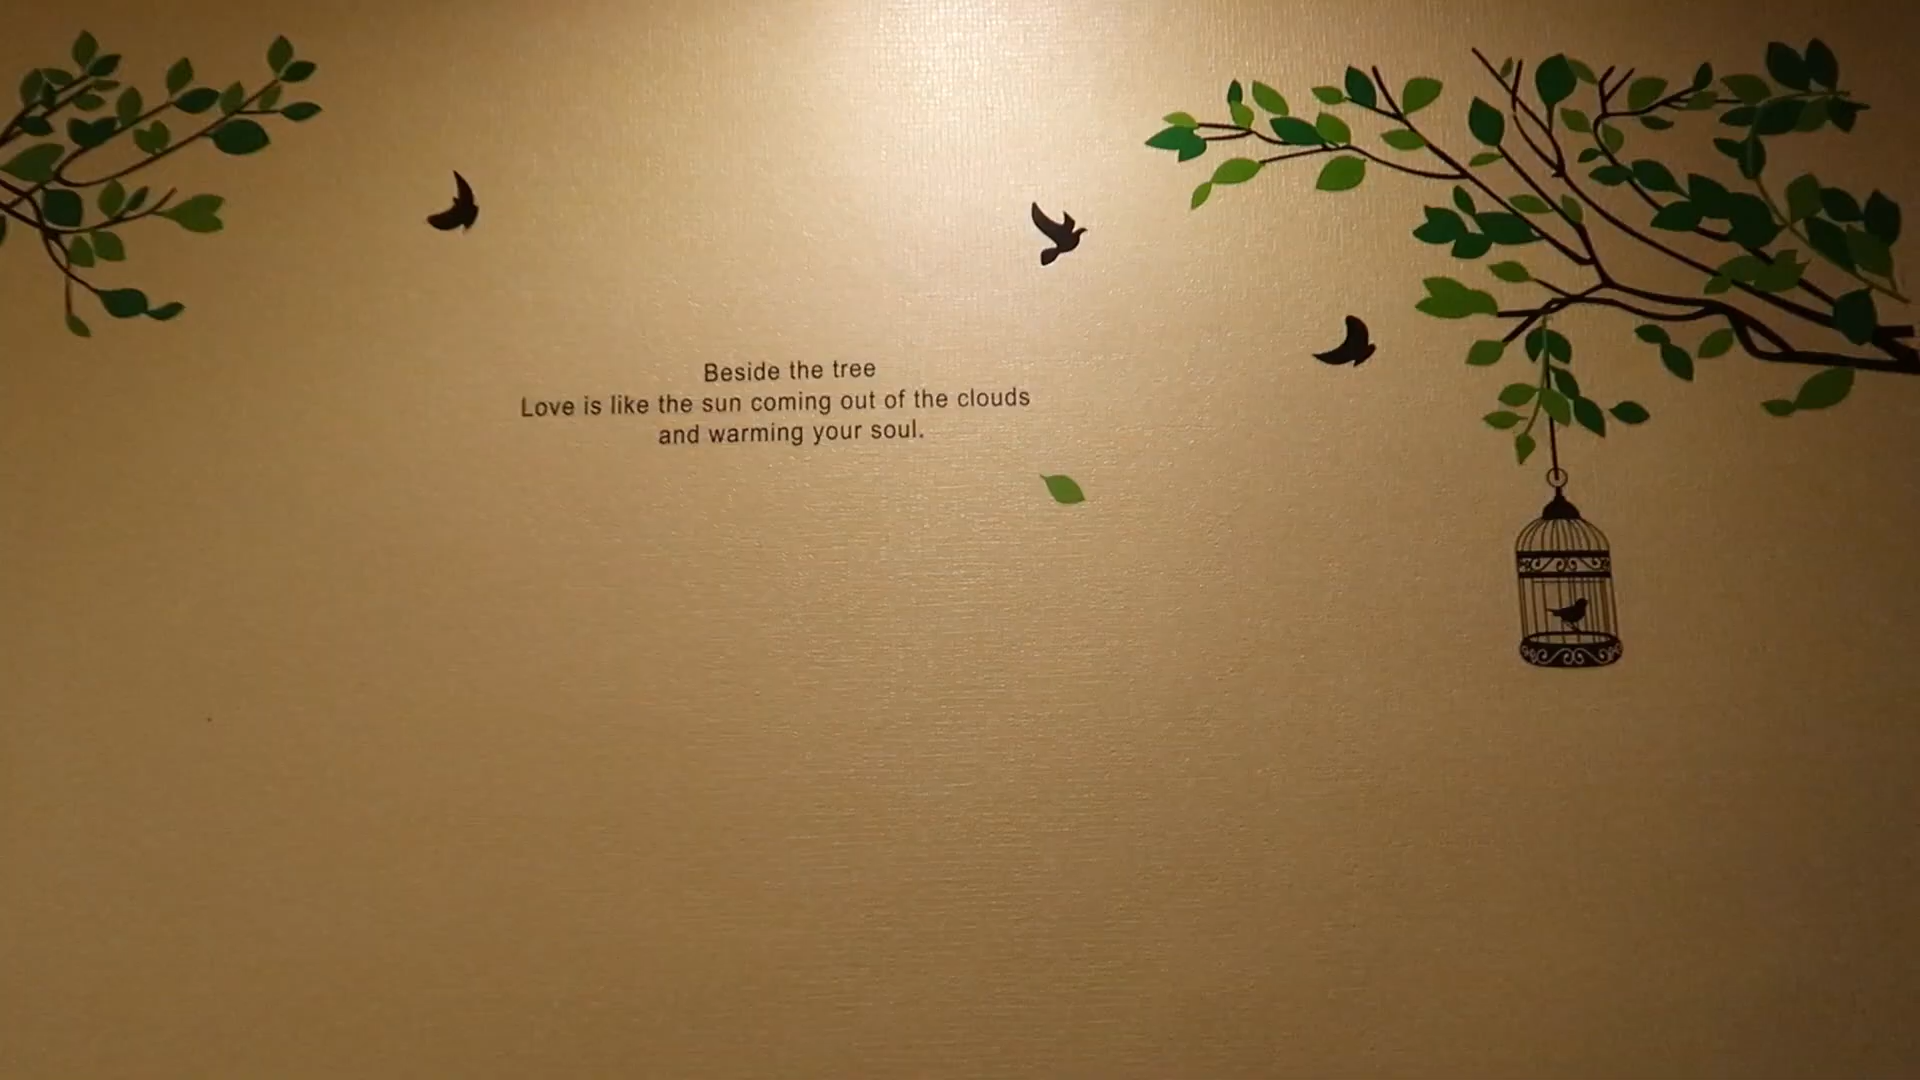 Beside the tree
Love is like the sun coming out of the clouds
and warming your soul.